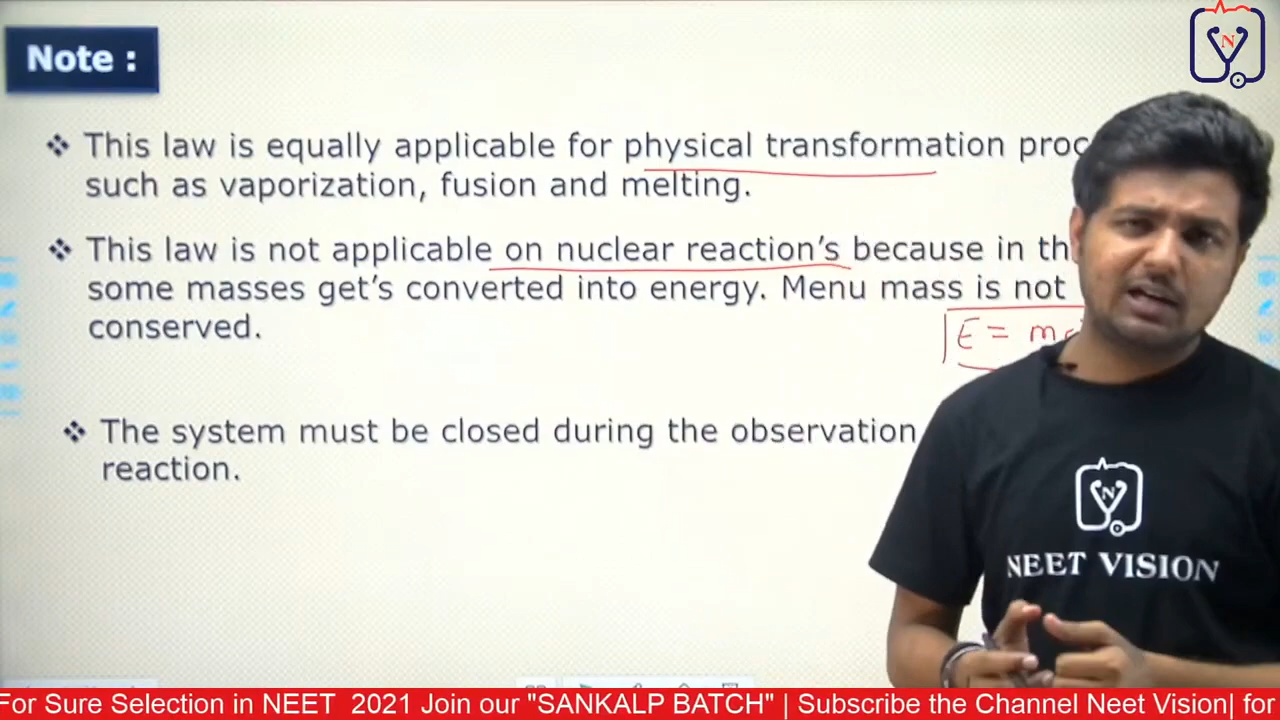 Note :
This law is equally applicable for physical transformation
such as vaporization, fusion and melting.
This law is not applicable on nuclear reaction's because in
some masses get's converted into energy. Menu mass is not
conserved.
E = m
The system must be closed during the observation
reaction.
N
N
NEET VISION
For Sure Selection in NEET 2021 Join our "SANKALP BATCH" | Subscribe the Channel Neet Vision| for